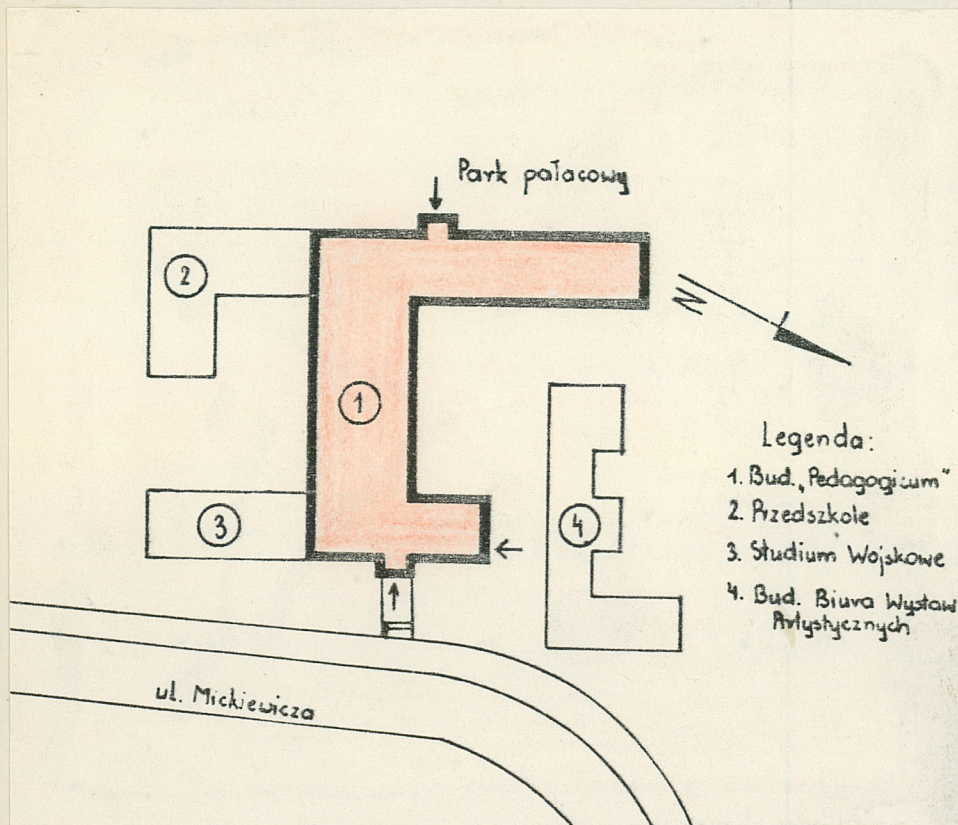 Park pałacowy
2
N
1
Legenda:
1. Bud. „Pedagogicum"
2. Przedszkole
3. Studium Wojskowe
4. Bud. Biura Wystaw
Artystycznych
3
4
ul. Mickiewicza